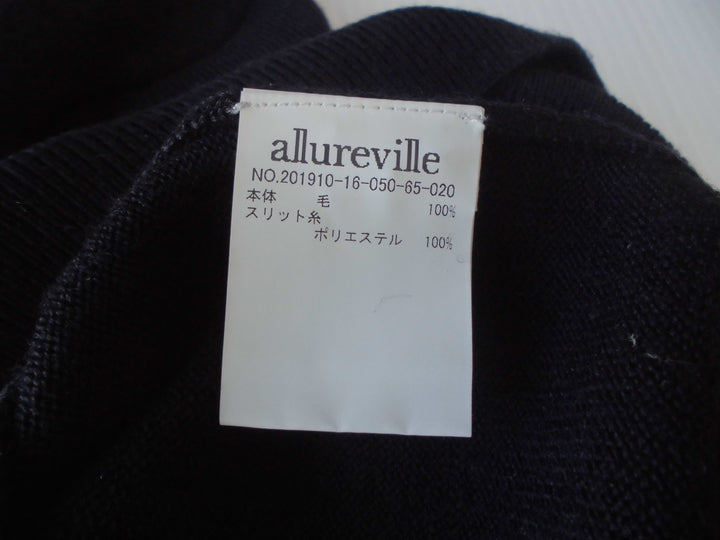 allureville
NO.201910-16-050-65-020
本体 毛 100%
スリット糸
ポリエステル 100%